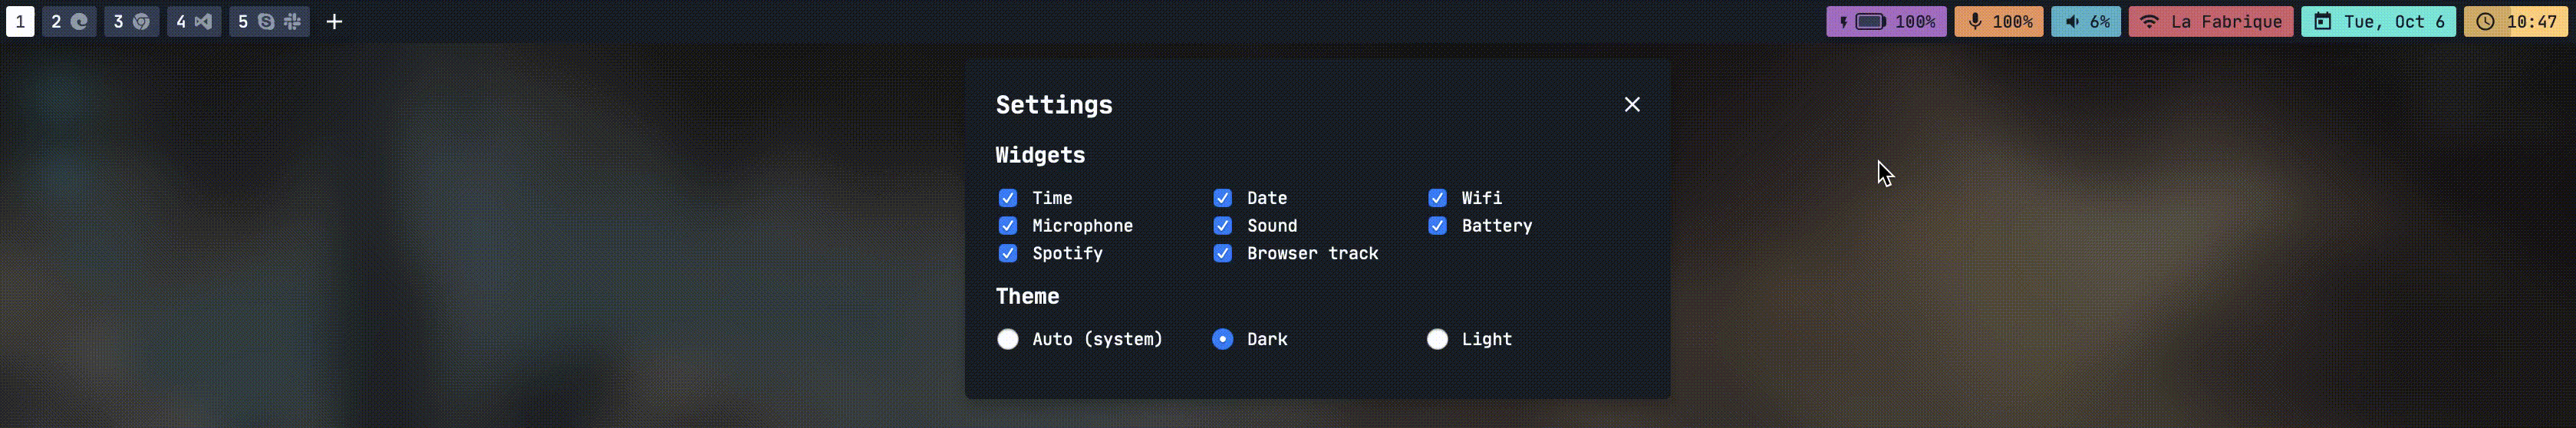 1 2 3 4 5 + 100% 100% 6% La Fabrique Tue, Oct 6 10:47
Settings
Widgets
Time Date Wifi
Microphone Sound Battery
Spotify Browser track
Theme
Auto (system) Dark Light